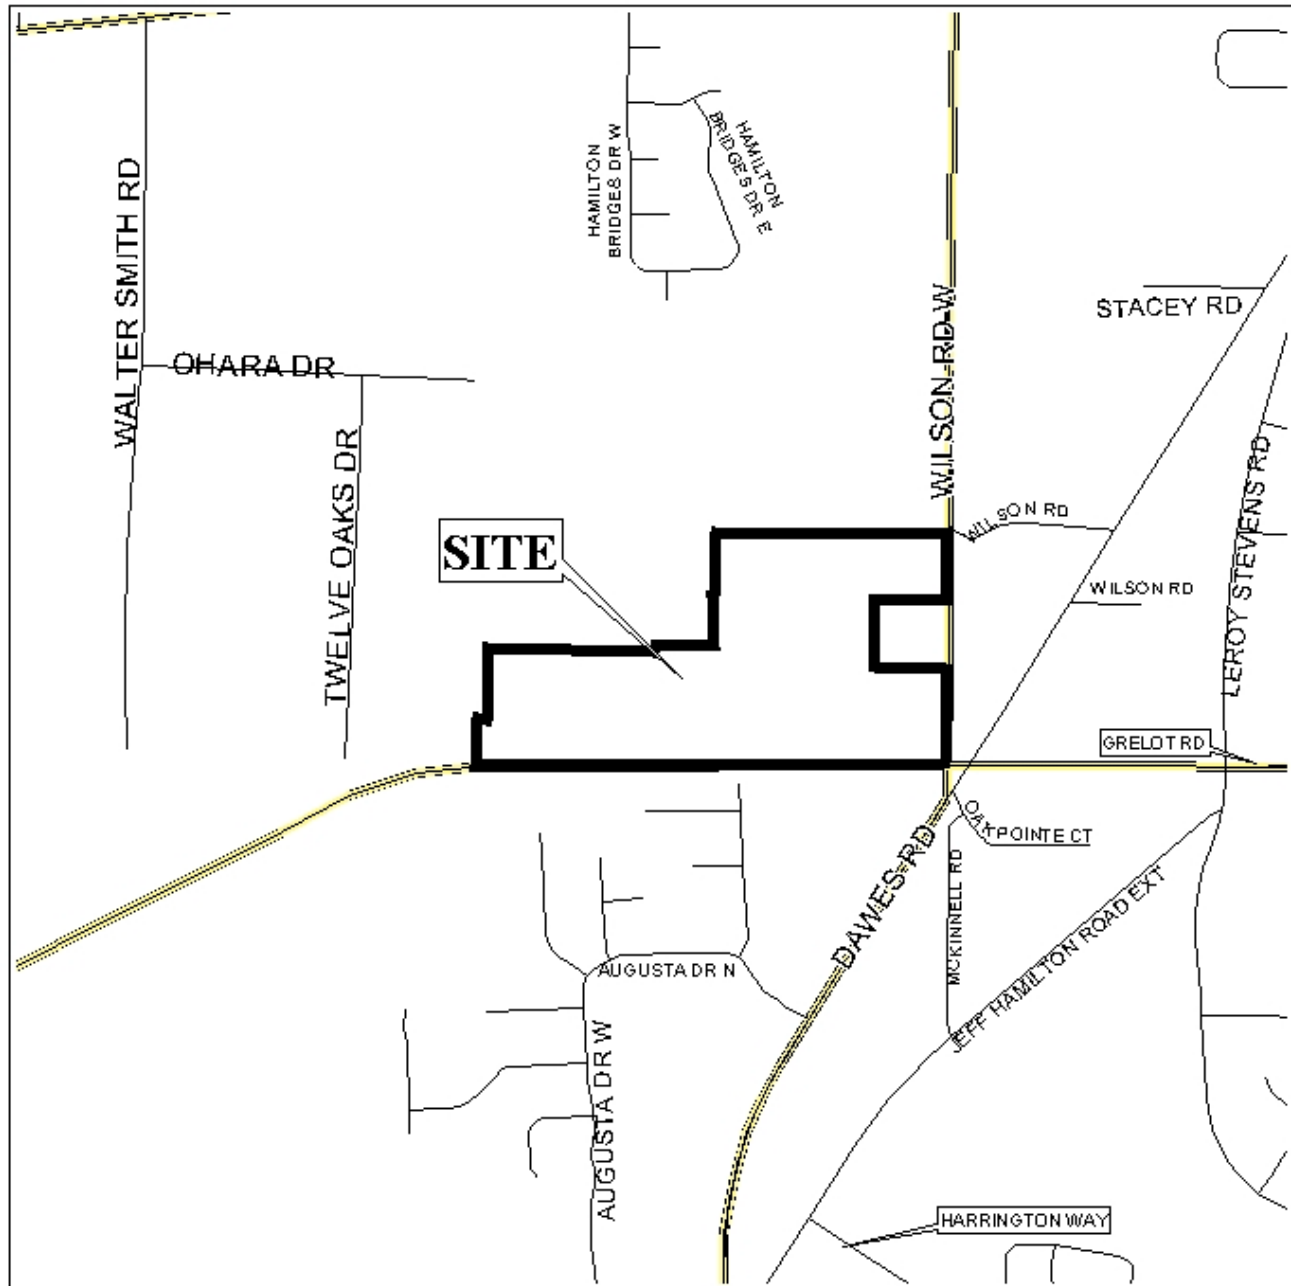 HAMILTON
BRIDGES DR W
HAMILTON
BRIDGES DR E
WALTER SMITH RD
WILSON RD W
STACEY RD
OHARA DR
TWELVE OAKS DR
SITE
WILSON RD
WILSON RD
LEROY STEVENS RD
GRELOT RD
OAK POINTE CT
DAWES RD
MCKINNELL RD
JEFF HAMILTON ROAD EXT
AUGUSTA DR N
AUGUSTA DR W
HARRINGTON WAY